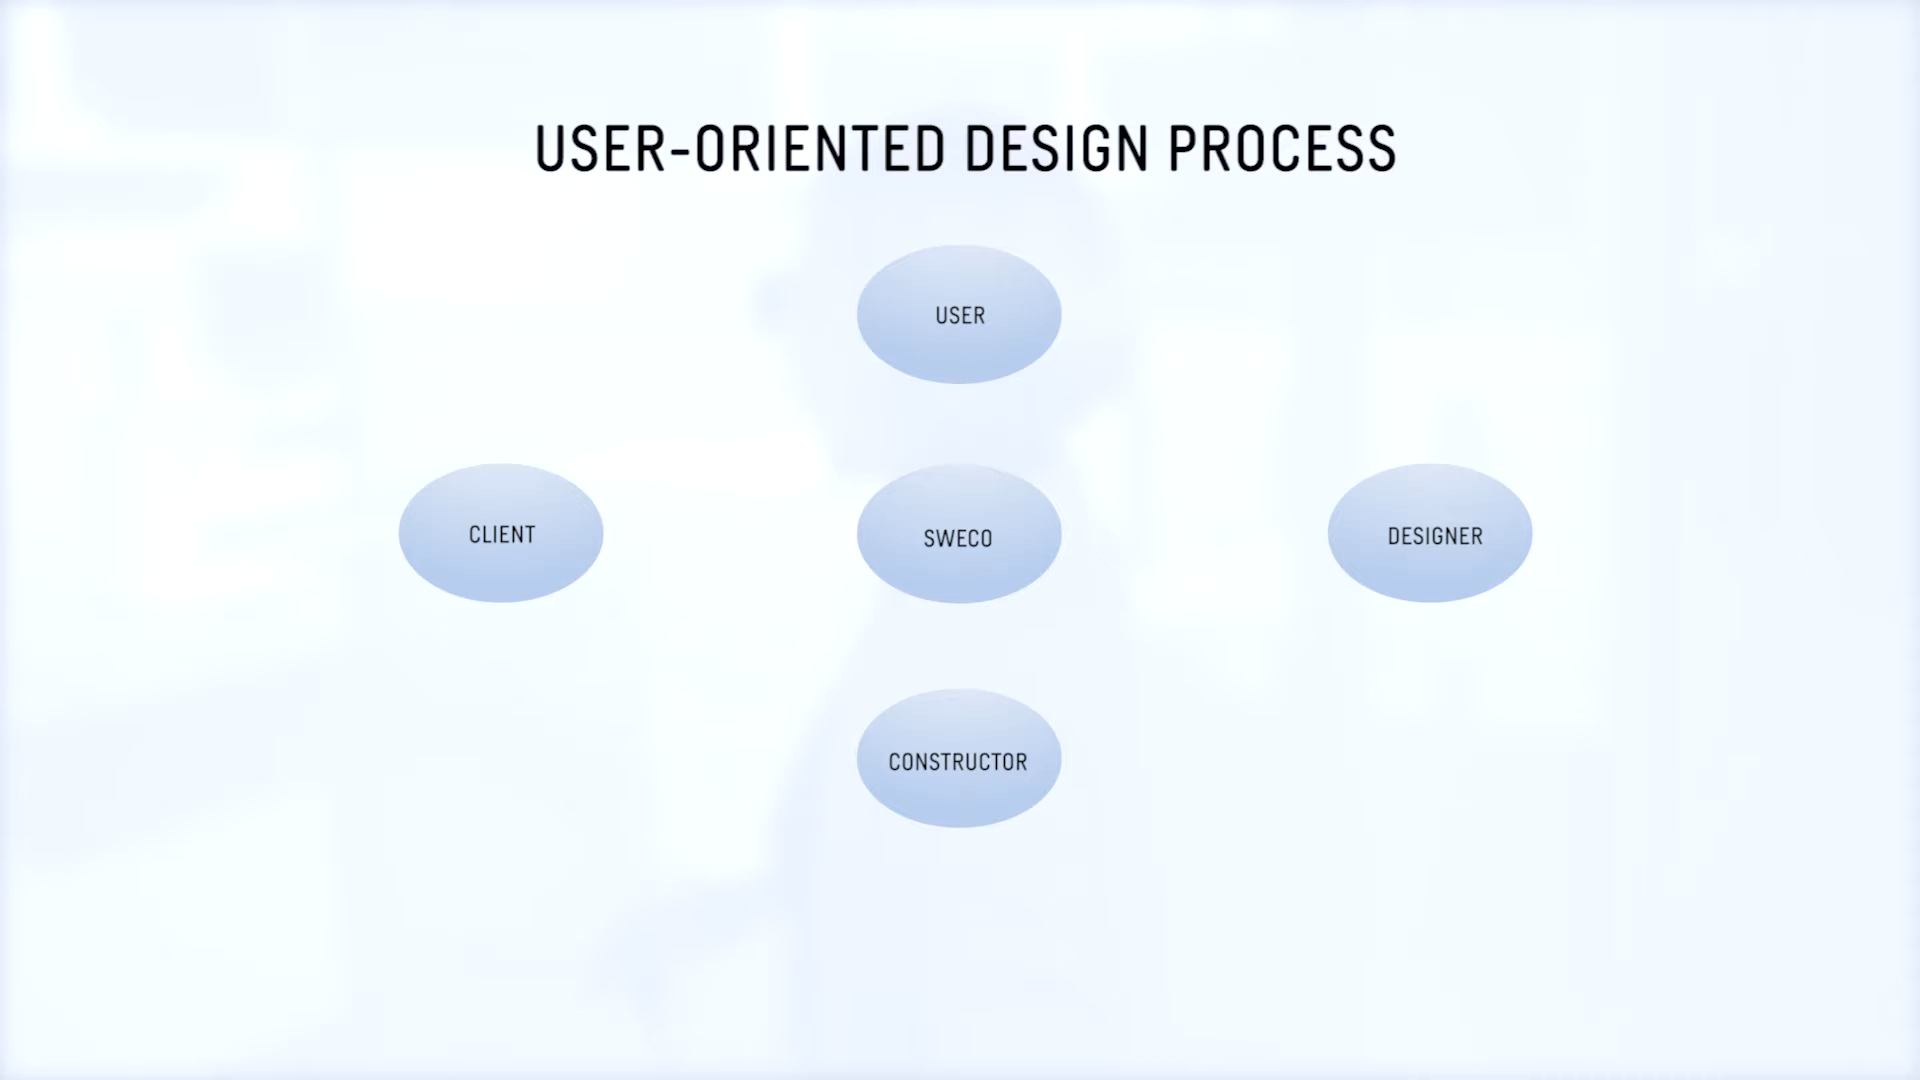 USER-ORIENTED DESIGN PROCESS
USER
CLIENT
SWECO
DESIGNER
CONSTRUCTOR